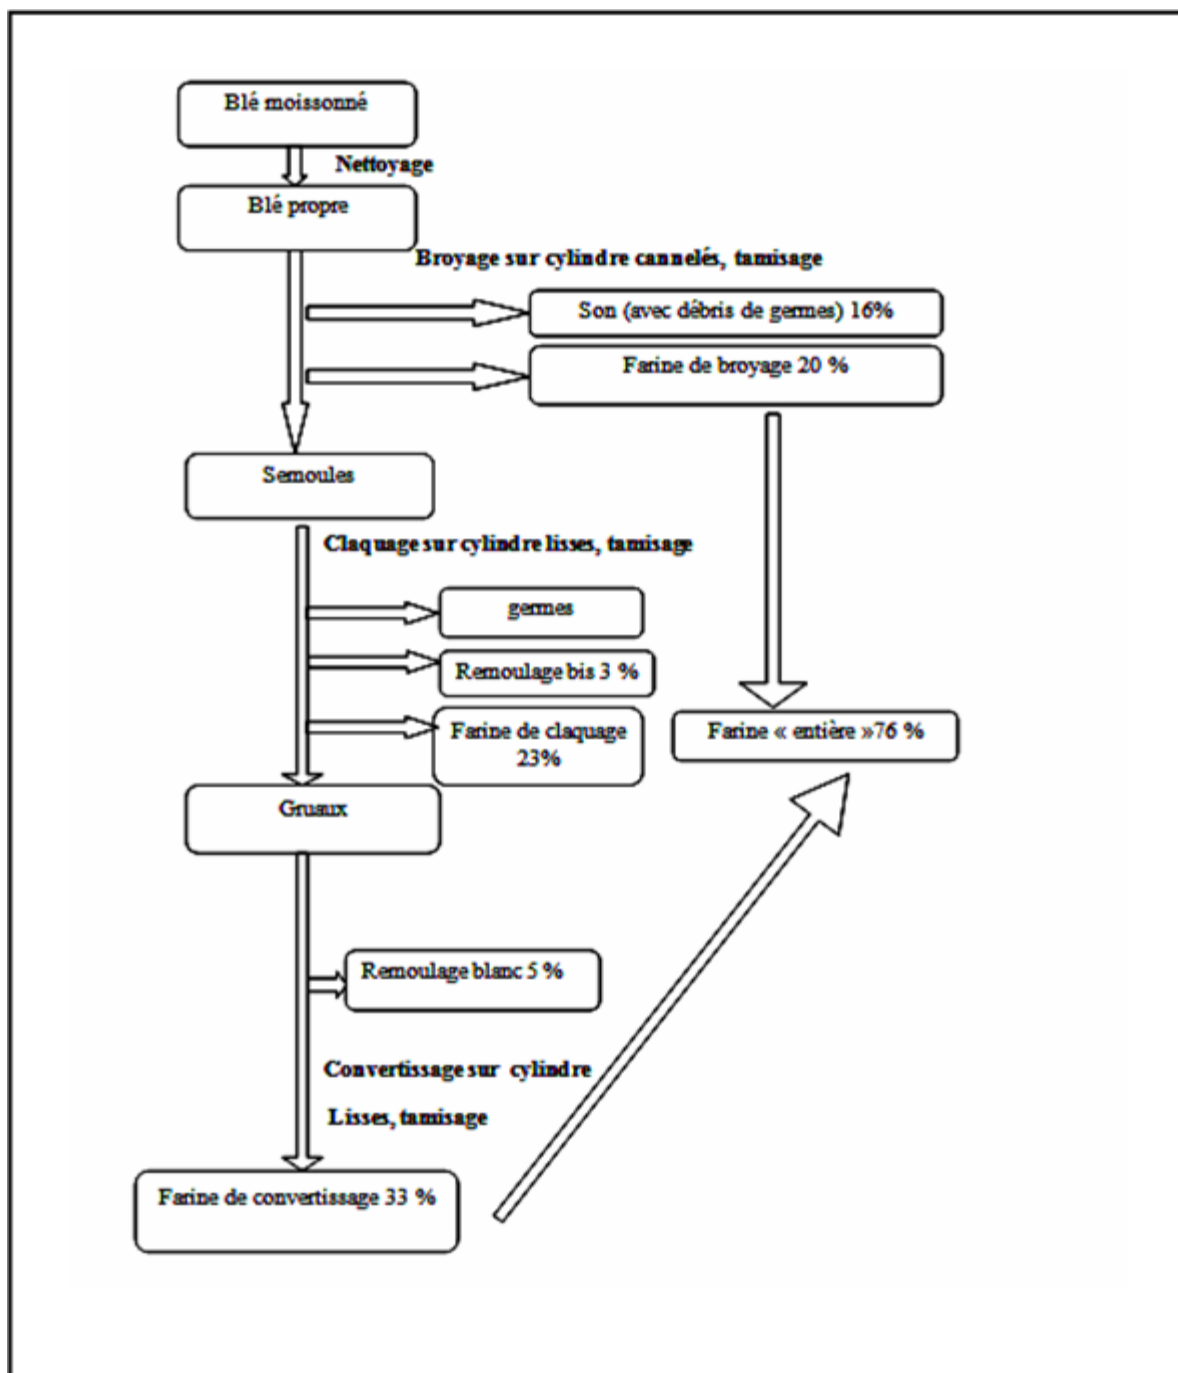 Blé moissonné
Nettoyage
Blé propre
Broyage sur cylindre cannelés, tamisage
Son (avec débris de germes) 16%
Farine de broyage 20 %
Semoules
Claquage sur cylindre lisses, tamisage
germes
Remoulage bis 3 %
Farine de claquage
23%
Farine « entière »76 %
Gruaux
Remoulage blanc 5 %
Convertissage sur cylindre
Lisses, tamisage
Farine de convertissage 33 %